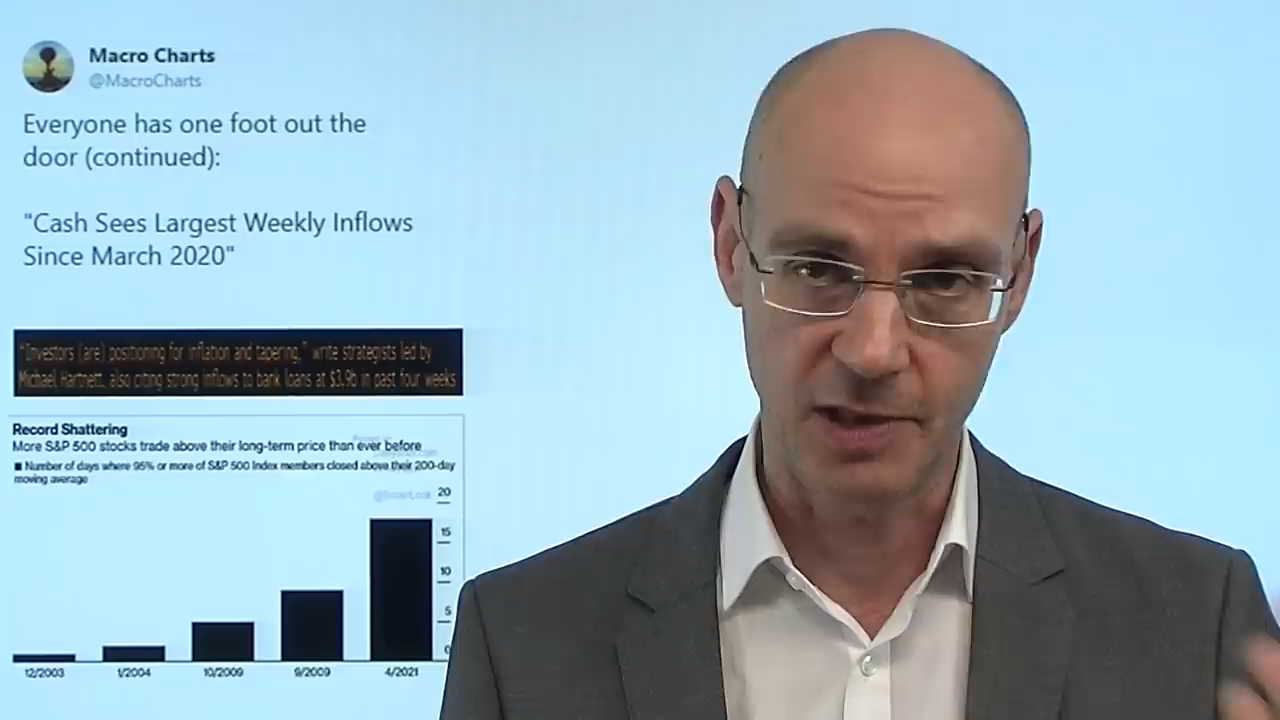 Macro Charts
@MacroCharts
Everyone has one foot out the
door (continued):
"Cash Sees Largest Weekly Inflows
Since March 2020"
"Investors (are) positioning for inflation and tapering," write strategists led by
Michael Hartnett, also citing strong inflows to bank loans at $3.9b in past four weeks
Record Shattering
More S&P 500 stocks trade above their long-term price than ever before
■ Number of days where 95% or more of S&P 500 Index members closed above their 200-day
moving average
20
15
10
5
0
12/2003
1/2004
10/2009
9/2009
4/2021